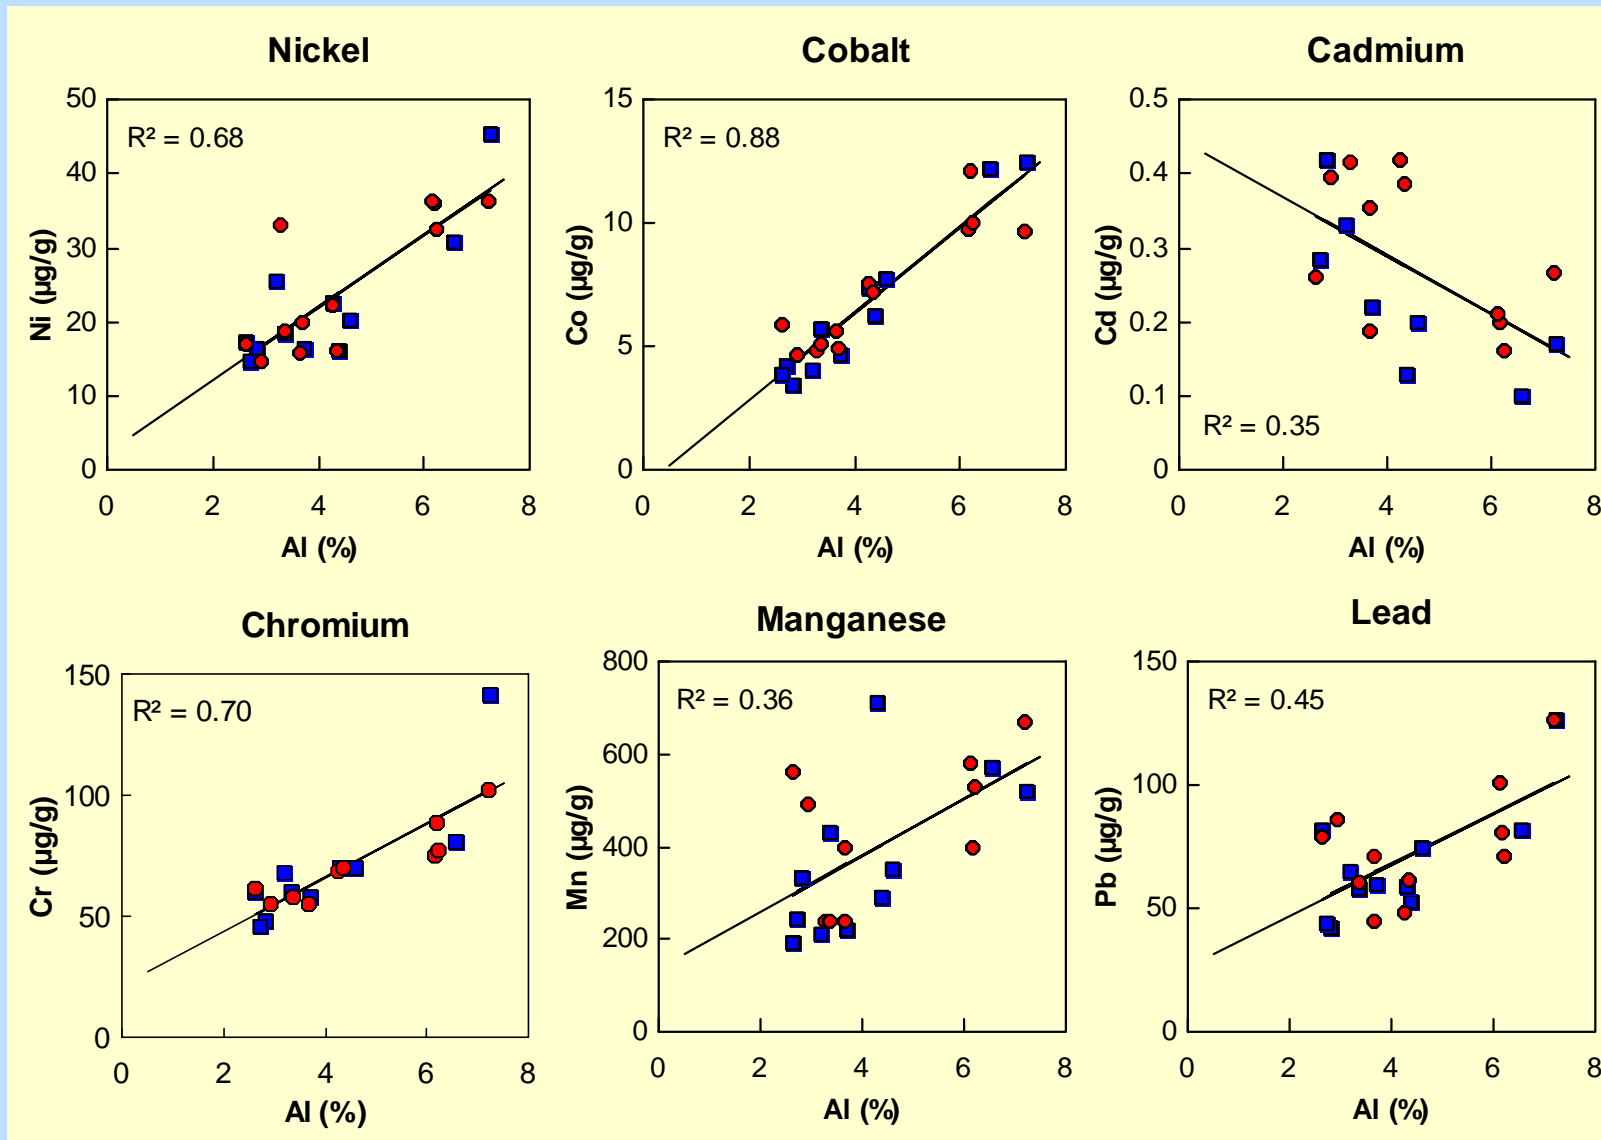 Nickel
50
40
30
20
10
0
Ni (µg/g)
R² = 0.68
0 2 4 6 8
Al (%)
Cobalt
15
10
5
0
Co (µg/g)
R² = 0.88
0 2 4 6 8
Al (%)
Cadmium
0.5
0.4
0.3
0.2
0.1
0
Cd (µg/g)
R² = 0.35
0 2 4 6 8
Al (%)
Chromium
150
100
50
0
Cr (µg/g)
R² = 0.70
0 2 4 6 8
Al (%)
Manganese
800
600
400
200
0
Mn (µg/g)
R² = 0.36
0 2 4 6 8
Al (%)
Lead
150
100
50
0
Pb (µg/g)
R² = 0.45
0 2 4 6 8
Al (%)